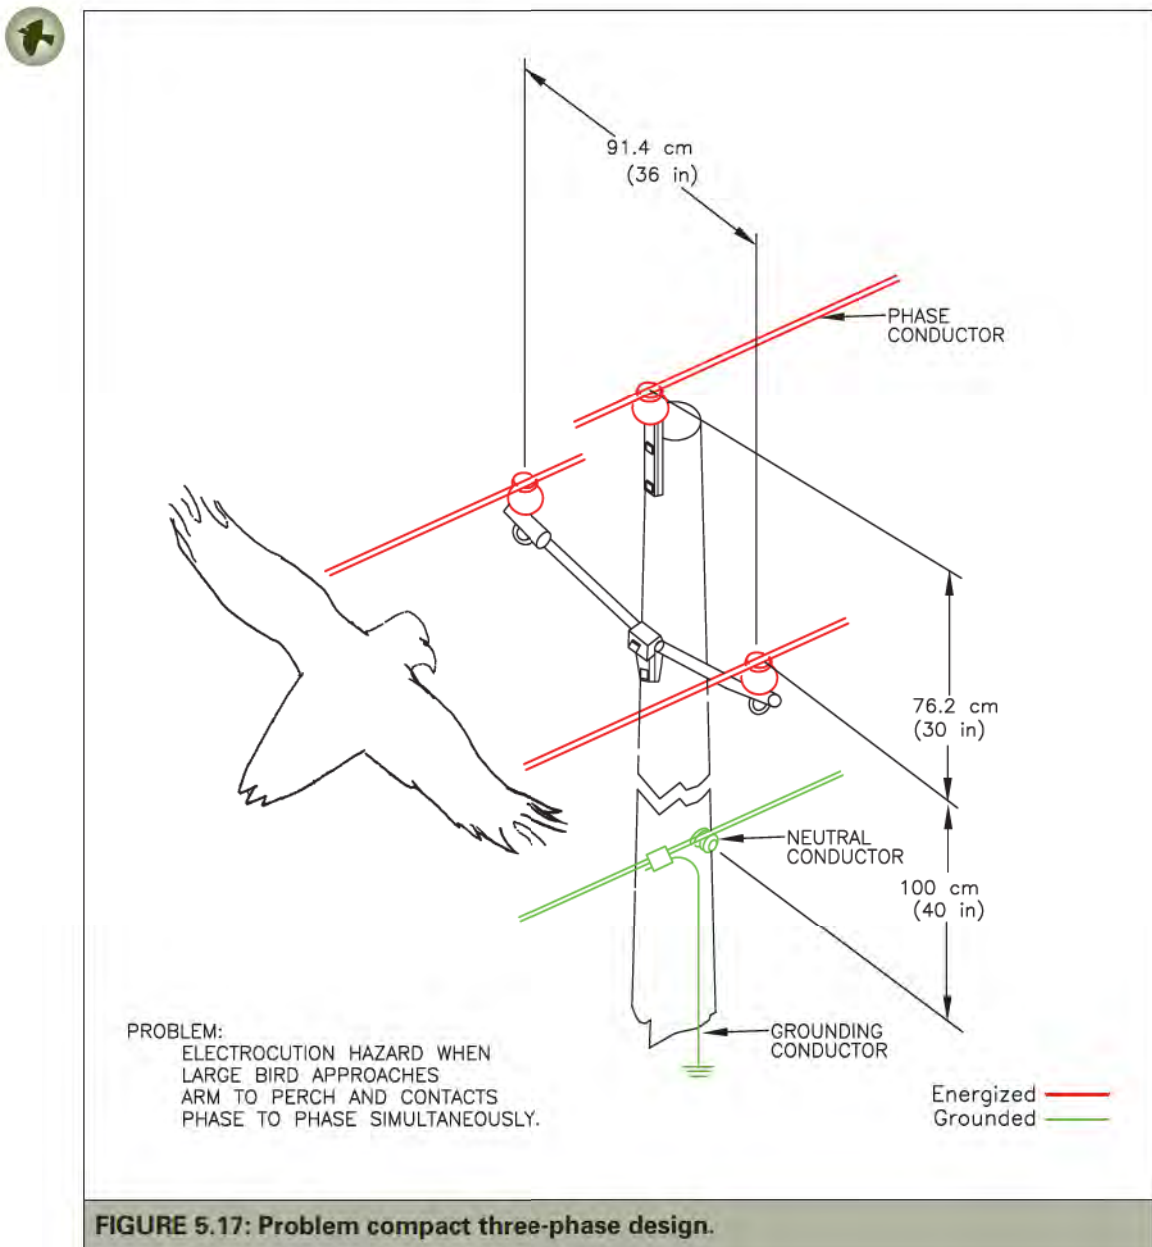 91.4 cm
(36 in)
PHASE
CONDUCTOR
76.2 cm
(30 in)
NEUTRAL
CONDUCTOR
100 cm
(40 in)
GROUNDING
CONDUCTOR
PROBLEM:
ELECTROCUTION HAZARD WHEN
LARGE BIRD APPROACHES
ARM TO PERCH AND CONTACTS
PHASE TO PHASE SIMULTANEOUSLY.
Energized
Grounded
FIGURE 5.17: Problem compact three-phase design.